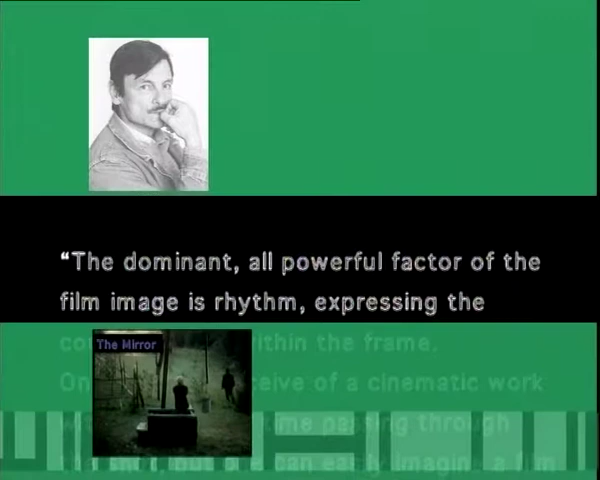 “The dominant, all powerful factor of the
film image is rhythm, expressing the
The Mirror
within the frame.
ceive of a cinematic work
time passing through
can easily imagine a film